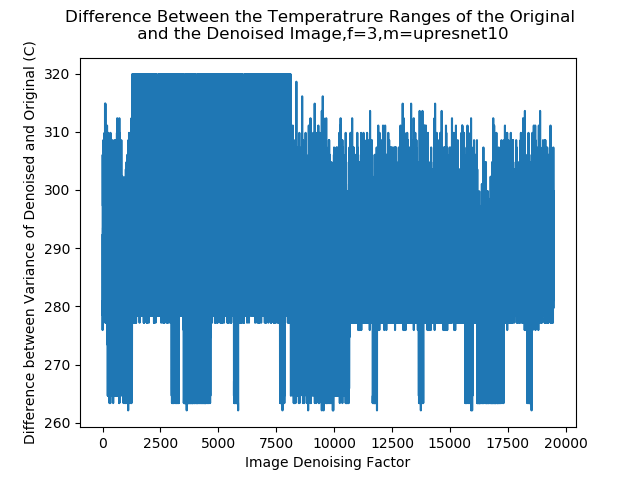 Difference Between the Temperatrure Ranges of the Original
and the Denoised Image,f=3,m=upresnet10
Difference between Variance of Denoised and Original (C)
320
310
300
290
280
270
260
0 2500 5000 7500 10000 12500 15000 17500 20000
Image Denoising Factor